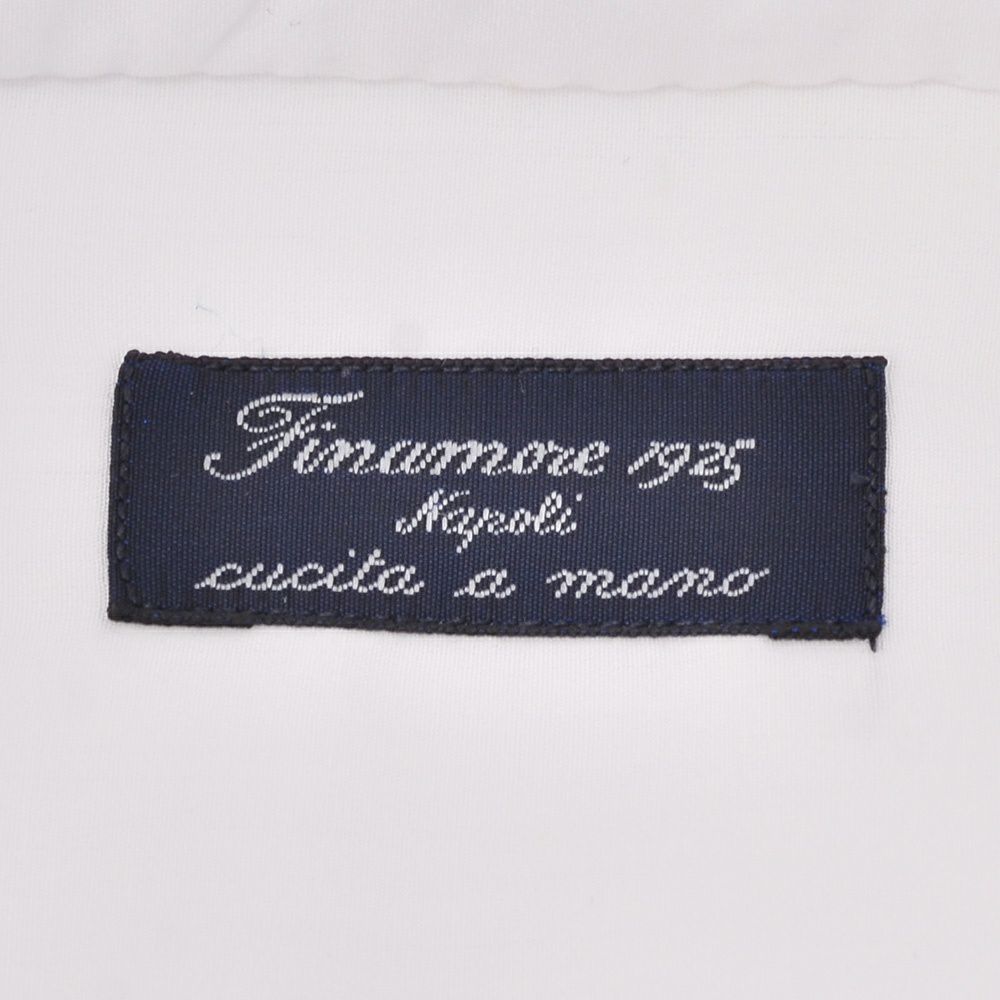 Finamore 1925
Napoli
cucita a mano